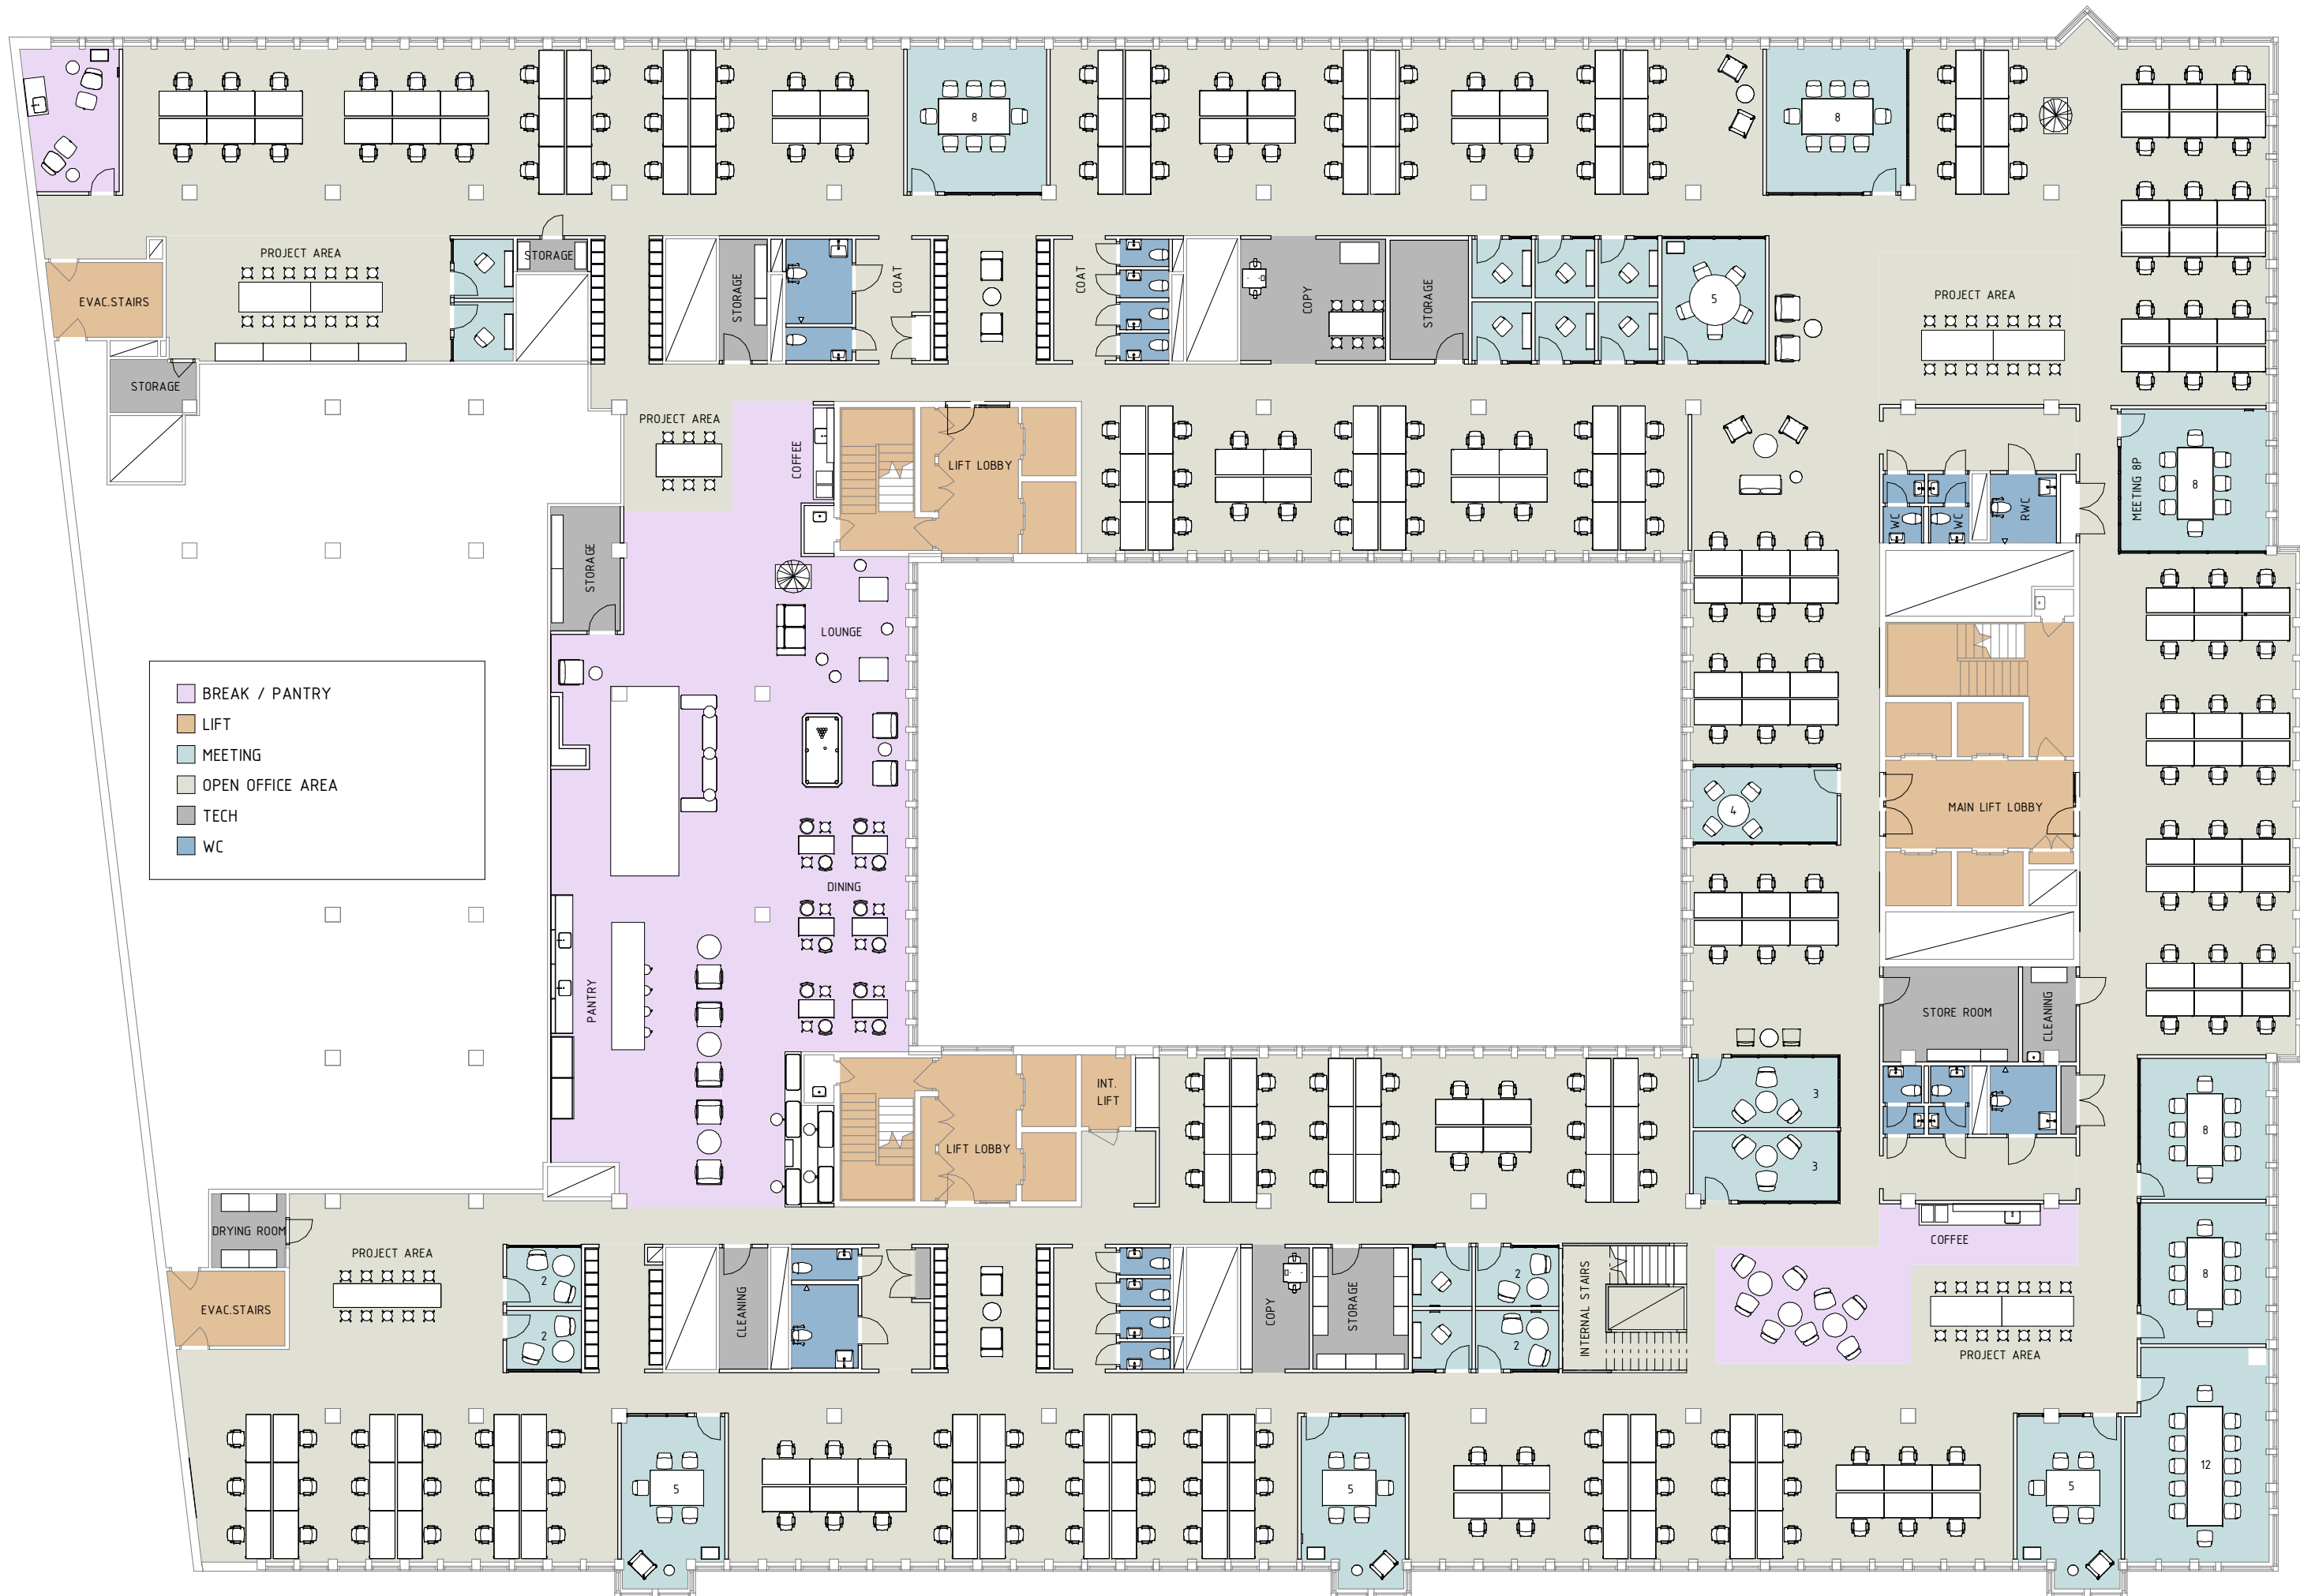 8
8
PROJECT AREA
STORAGE
EVAC.STAIRS
STORAGE
COAT
COAT
COPY
STORAGE
5
PROJECT AREA
STORAGE
PROJECT AREA
COFFEE
LIFT LOBBY
MEETING 8P
8
WC
WC
RWC
STORAGE
LOUNGE
BREAK / PANTRY
LIFT
MEETING
OPEN OFFICE AREA
TECH
WC
4
MAIN LIFT LOBBY
DINING
PANTRY
STORE ROOM
CLEANING
INT.
LIFT
3
8
LIFT LOBBY
3
DRYING ROOM
PROJECT AREA
COFFEE
2
2
8
EVAC.STAIRS
CLEANING
COPY
STORAGE
INTERNAL STAIRS
2
2
PROJECT AREA
5
5
5
12